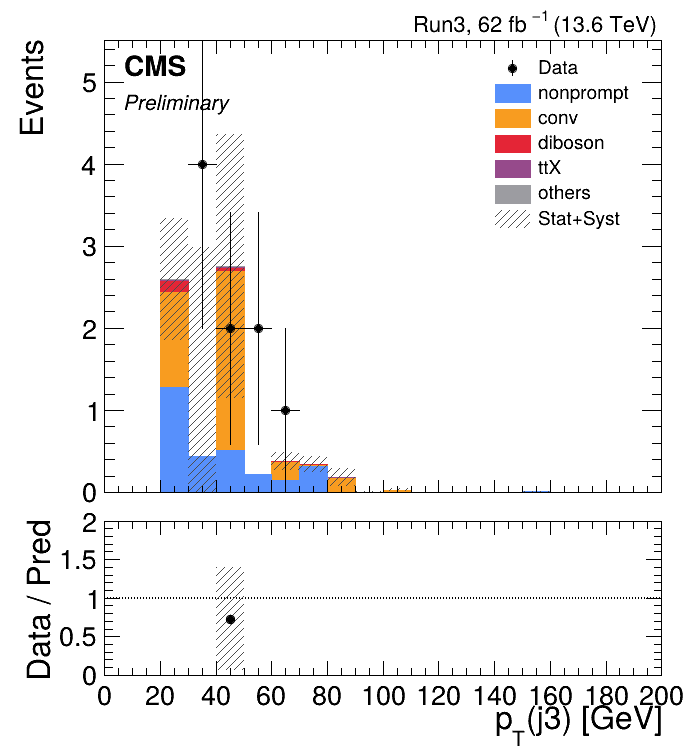 Run3, 62 fb⁻¹ (13.6 TeV)
CMS
Preliminary
Events
5
4
3
2
1
0
Data
nonprompt
conv
diboson
ttX
others
Stat+Syst
Data / Pred
2
1.5
1
0.5
0
0 20 40 60 80 100 120 140 160 180 200
p_T(j3) [GeV]